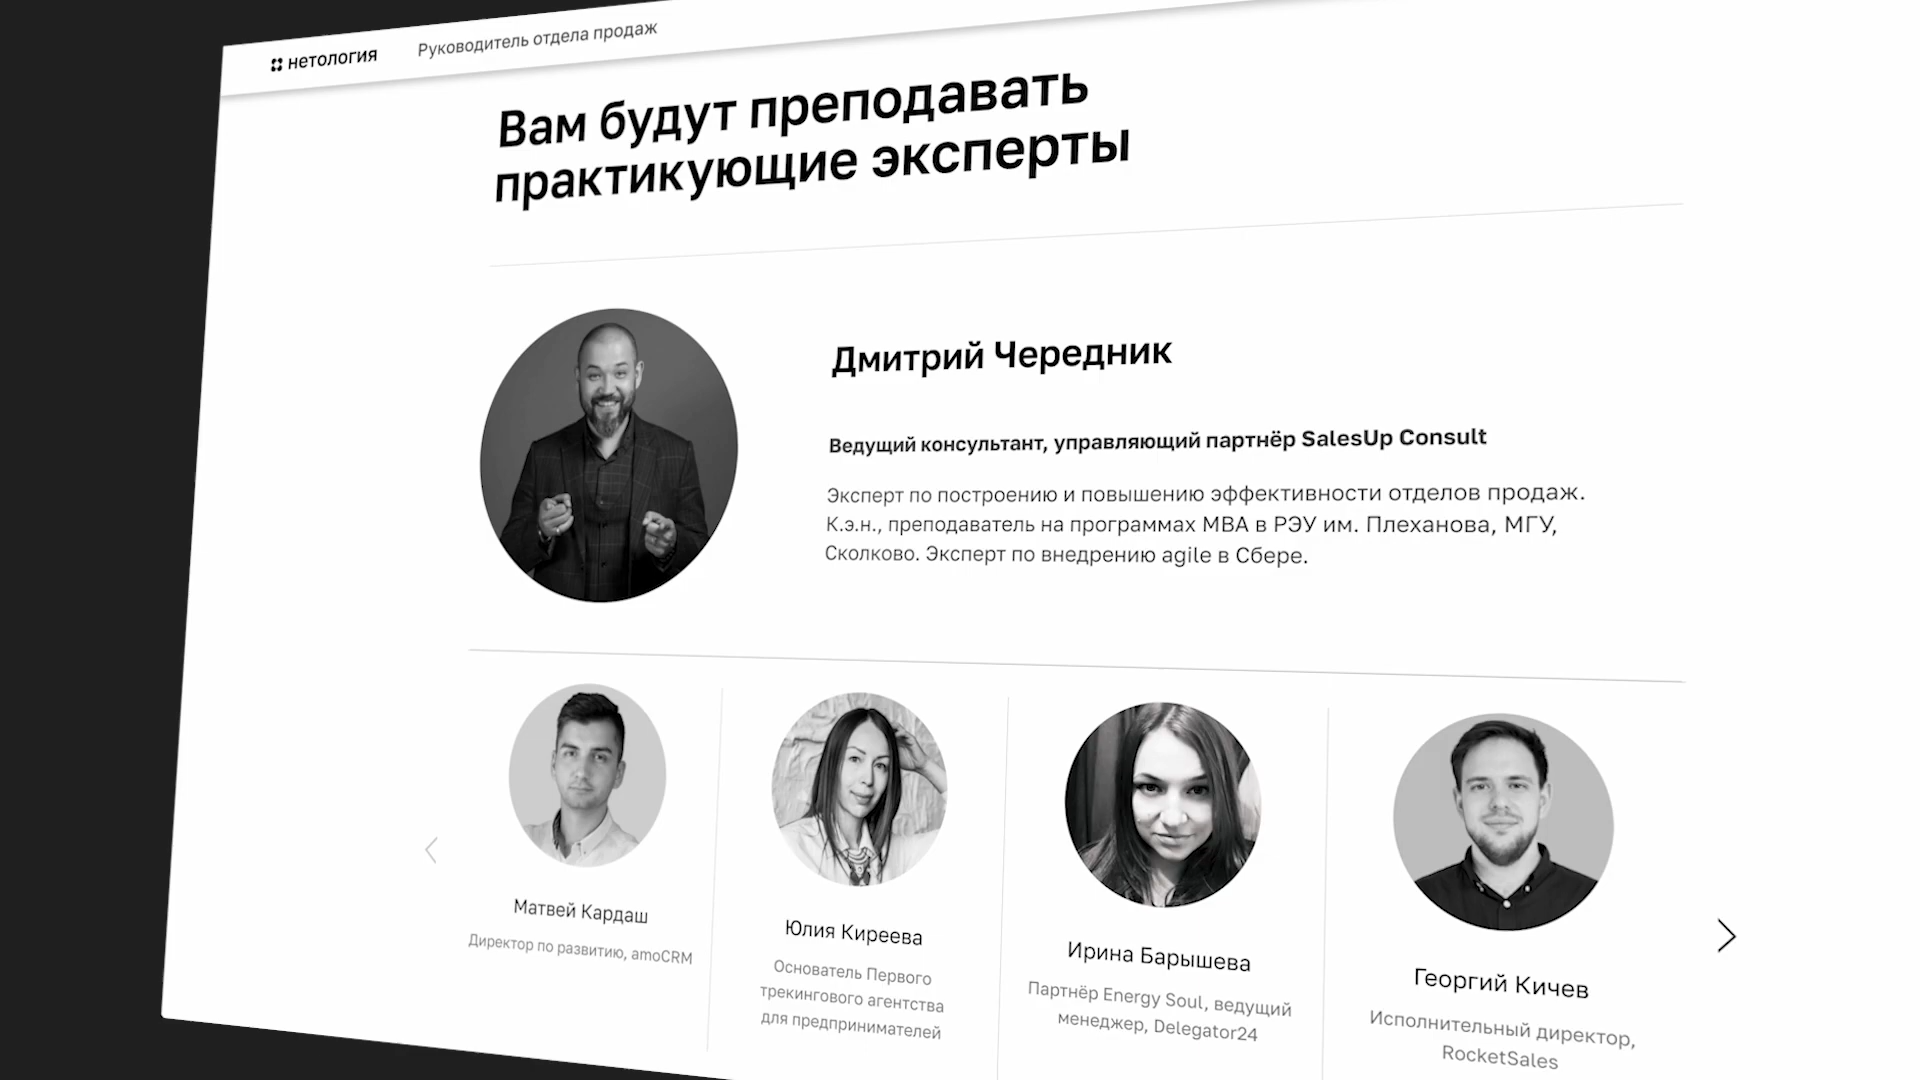 нетология
Руководитель отдела продаж
Вам будут преподавать
практикующие эксперты
Дмитрий Чередник
Ведущий консультант, управляющий партнёр SalesUp Consult
Эксперт по построению и повышению эффективности отделов продаж.
К.э.н., преподаватель на программах MBA в РЭУ им. Плеханова, МГУ,
Сколково. Эксперт по внедрению agile в Сбере.
Матвей Кардаш
Директор по развитию, amoCRM
Юлия Киреева
Основатель Первого
трекингового агентства
для предпринимателей
Ирина Барышева
Партнёр Energy Soul, ведущий
менеджер, Delegator24
Георгий Кичев
Исполнительный директор,
RocketSales